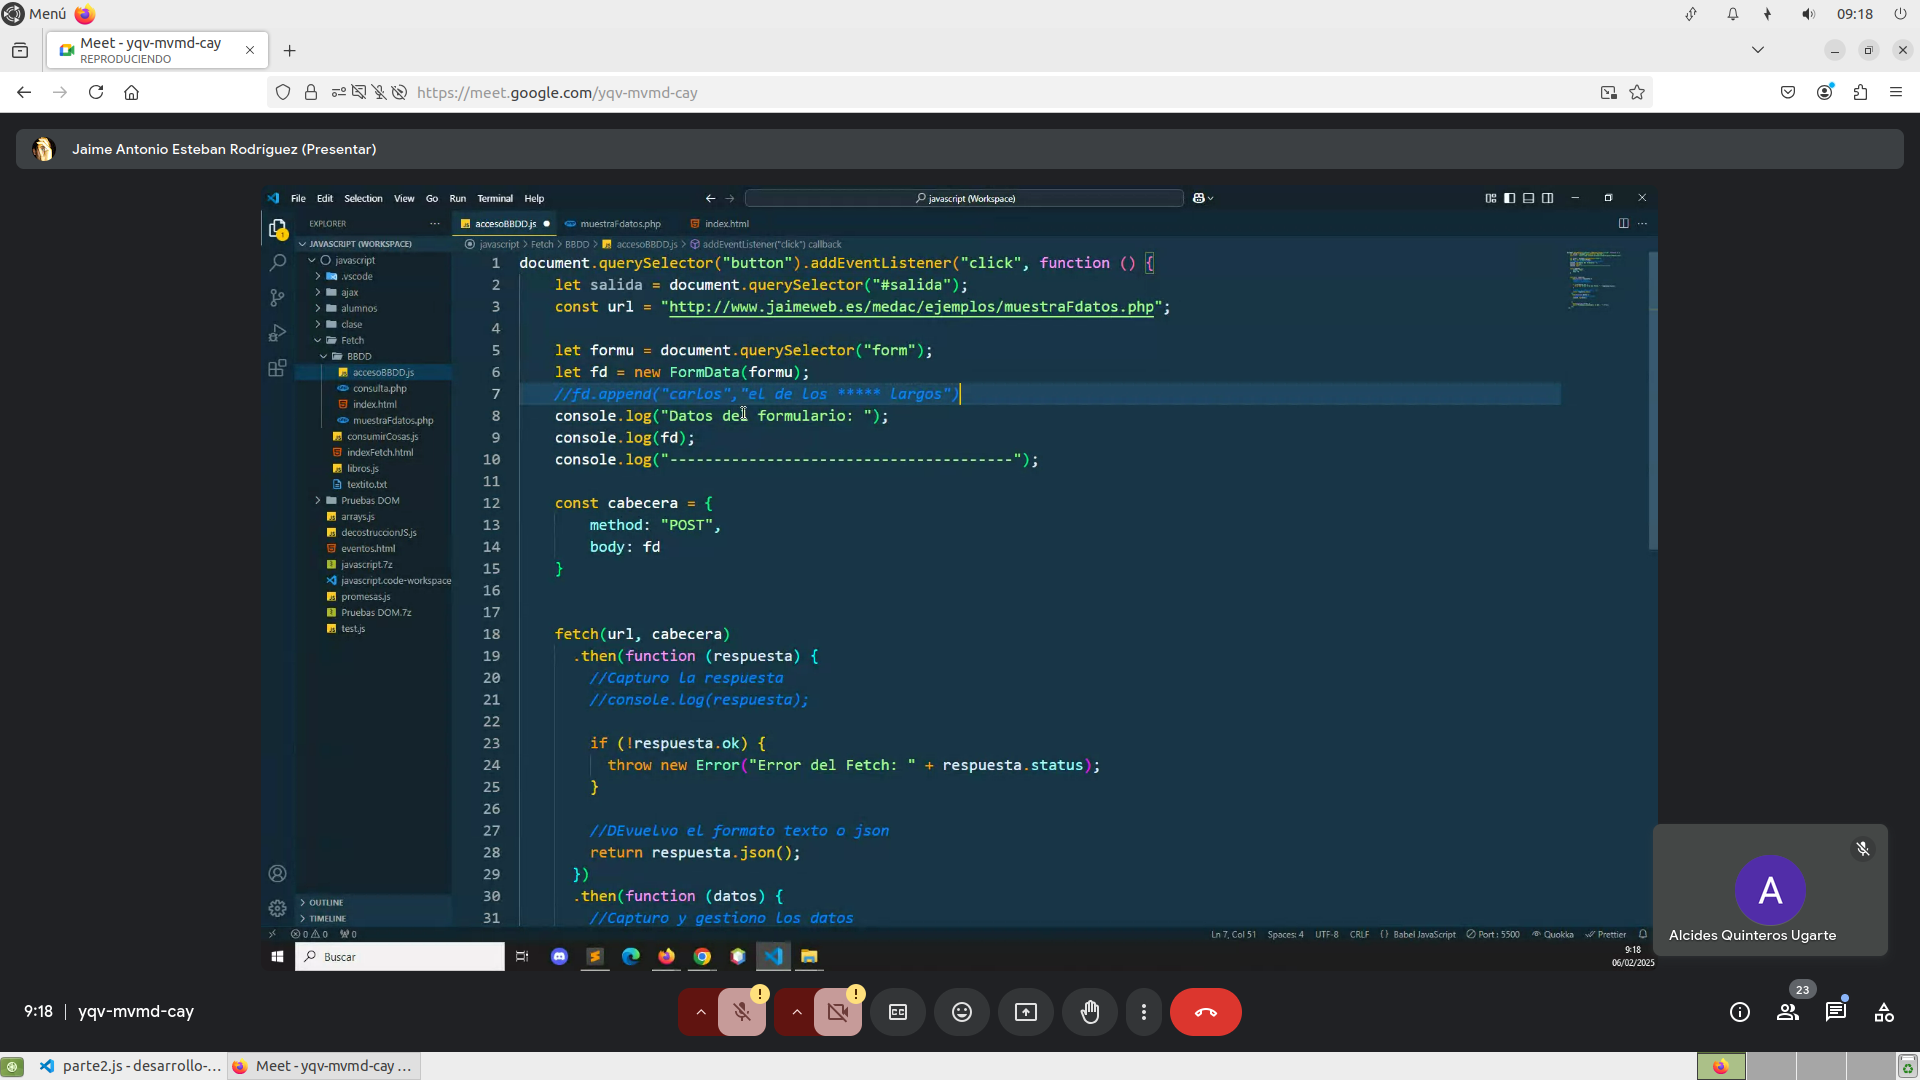 Menú
09:18
Meet - yqv-mvmd-cay
REPRODUCIENDO
https://meet.google.com/yqv-mvmd-cay
Jaime Antonio Esteban Rodríguez (Presentar)
File Edit Selection View Go Run Terminal Help
javascript (Workspace)
EXPLORER
accesoBBDD.js
muestraFdatos.php
index.html
JAVASCRIPT (WORKSPACE)
javascript > Fetch > BBDD > accesoBBDD.js > addEventListener("click") callback
javascript
.vscode
ajax
alumnos
clase
Fetch
BBDD
accesoBBDD.js
consulta.php
index.html
muestraFdatos.php
consumirCosas.js
indexFetch.html
libros.js
textito.txt
Pruebas DOM
arrays.js
decostruccionJS.js
eventos.html
javascript.7z
javascript.code-workspace
promesas.js
Pruebas DOM.7z
test.js
OUTLINE
TIMELINE
1 document.querySelector("button").addEventListener("click", function () {
2 let salida = document.querySelector("#salida");
3 const url = "http://www.jaimeweb.es/medac/ejemplos/muestraFdatos.php";
4
5 let formu = document.querySelector("form");
6 let fd = new FormData(formu);
7 //fd.append("carlos","el de los ***** largos")
8 console.log("Datos del formulario: ");
9 console.log(fd);
10 console.log("---------------------------------------");
11
12 const cabecera = {
13 method: "POST",
14 body: fd
15 }
16
17
18 fetch(url, cabecera)
19 .then(function (respuesta) {
20 //Capturo la respuesta
21 //console.log(respuesta);
22
23 if (!respuesta.ok) {
24 throw new Error("Error del Fetch: " + respuesta.status);
25 }
26
27 //DEvuelvo el formato texto o json
28 return respuesta.json();
29 })
30 .then(function (datos) {
31 //Capturo y gestiono los datos
0 0 0
Ln 7, Col 51 Spaces: 4 UTF-8 CRLF {} Babel JavaScript Port : 5500 Quokka Prettier
Buscar
9:18
06/02/2025
A
Alcides Quinteros Ugarte
9:18 | yqv-mvmd-cay
23
parte2.js - desarrollo-...
Meet - yqv-mvmd-cay ...